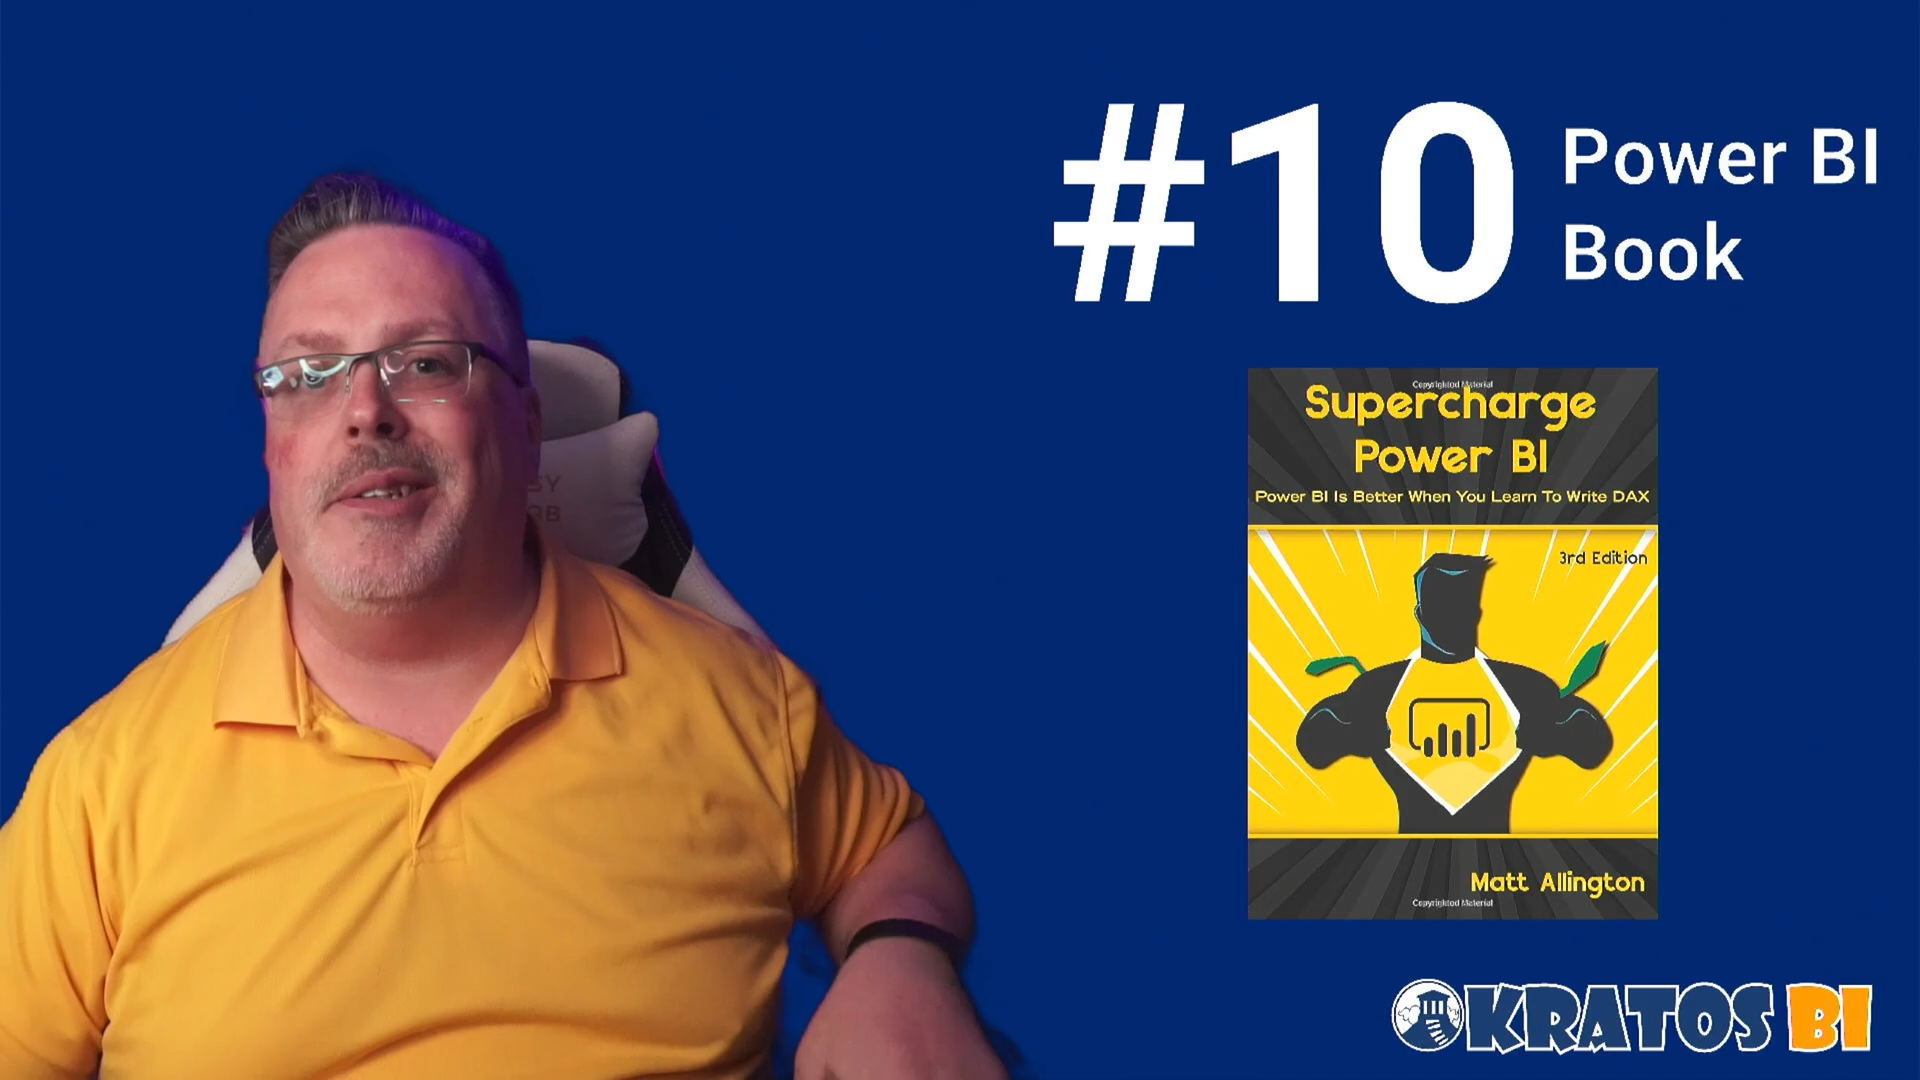 #10
Power BI
Book
Copyrighted Material
Supercharge
Power BI
Power BI Is Better When You Learn To Write DAX
3rd Edition
Matt Allington
Copyrighted Material
KRATOS BI